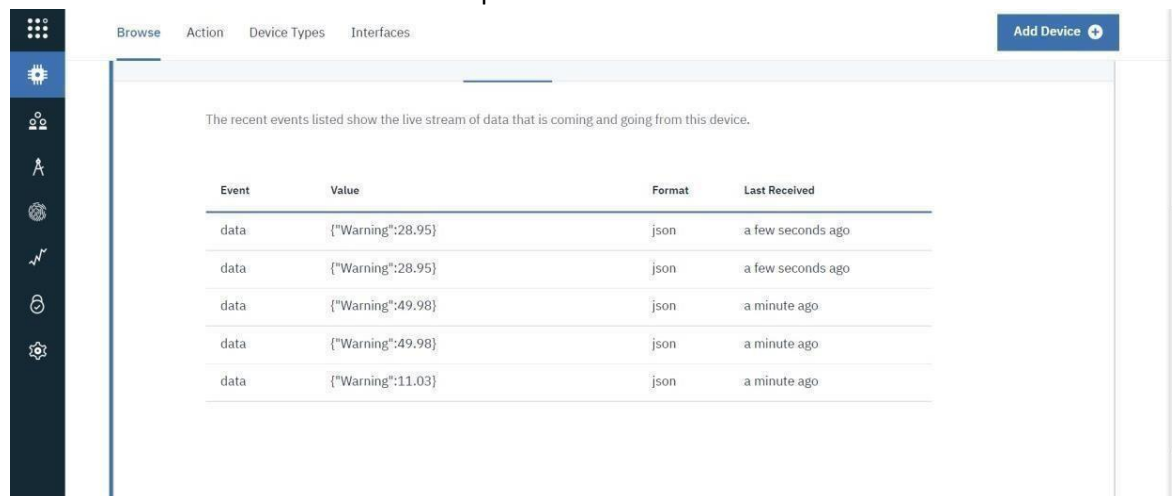 Browse Action Device Types Interfaces Add Device
The recent events listed show the live stream of data that is coming and going from this device.
Event Value Format Last Received
data {"Warning":28.95} json a few seconds ago
data {"Warning":28.95} json a few seconds ago
data {"Warning":49.98} json a minute ago
data {"Warning":49.98} json a minute ago
data {"Warning":11.03} json a minute ago